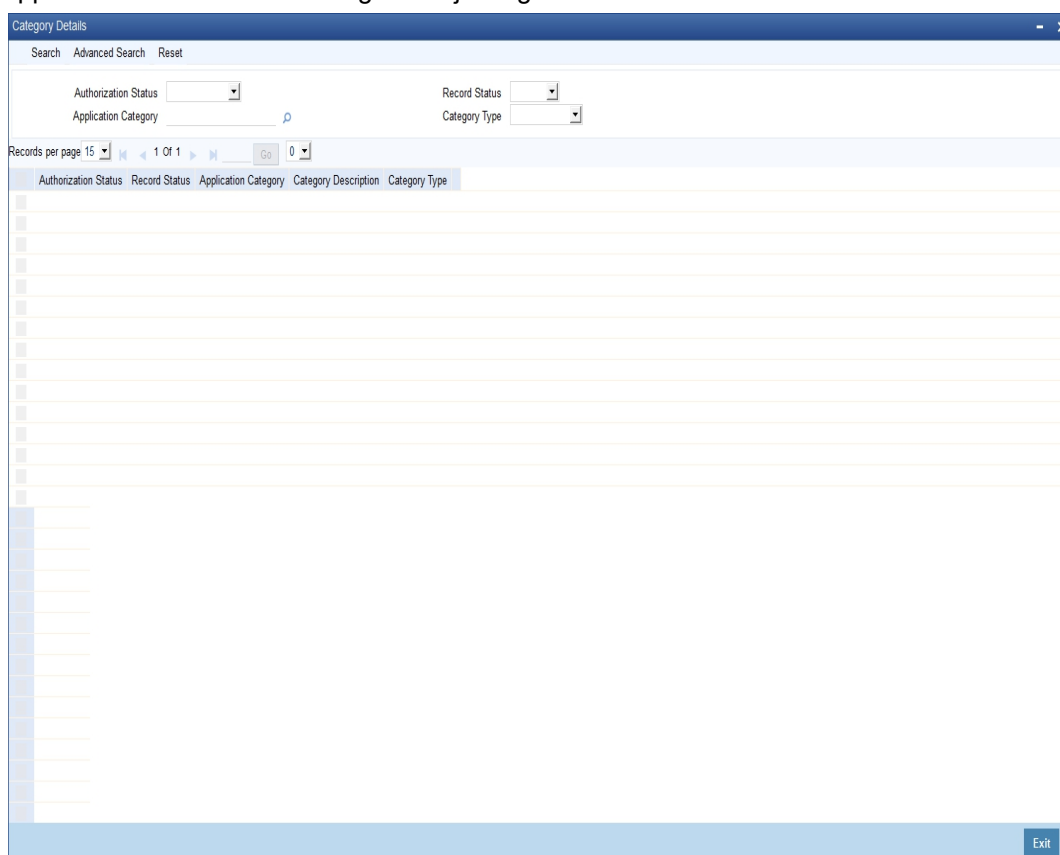 Category Details
Search Advanced Search Reset
Authorization Status Record Status
Application Category Category Type
Records per page 15 1 Of 1 Go 0
Authorization Status Record Status Application Category Category Description Category Type
Exit